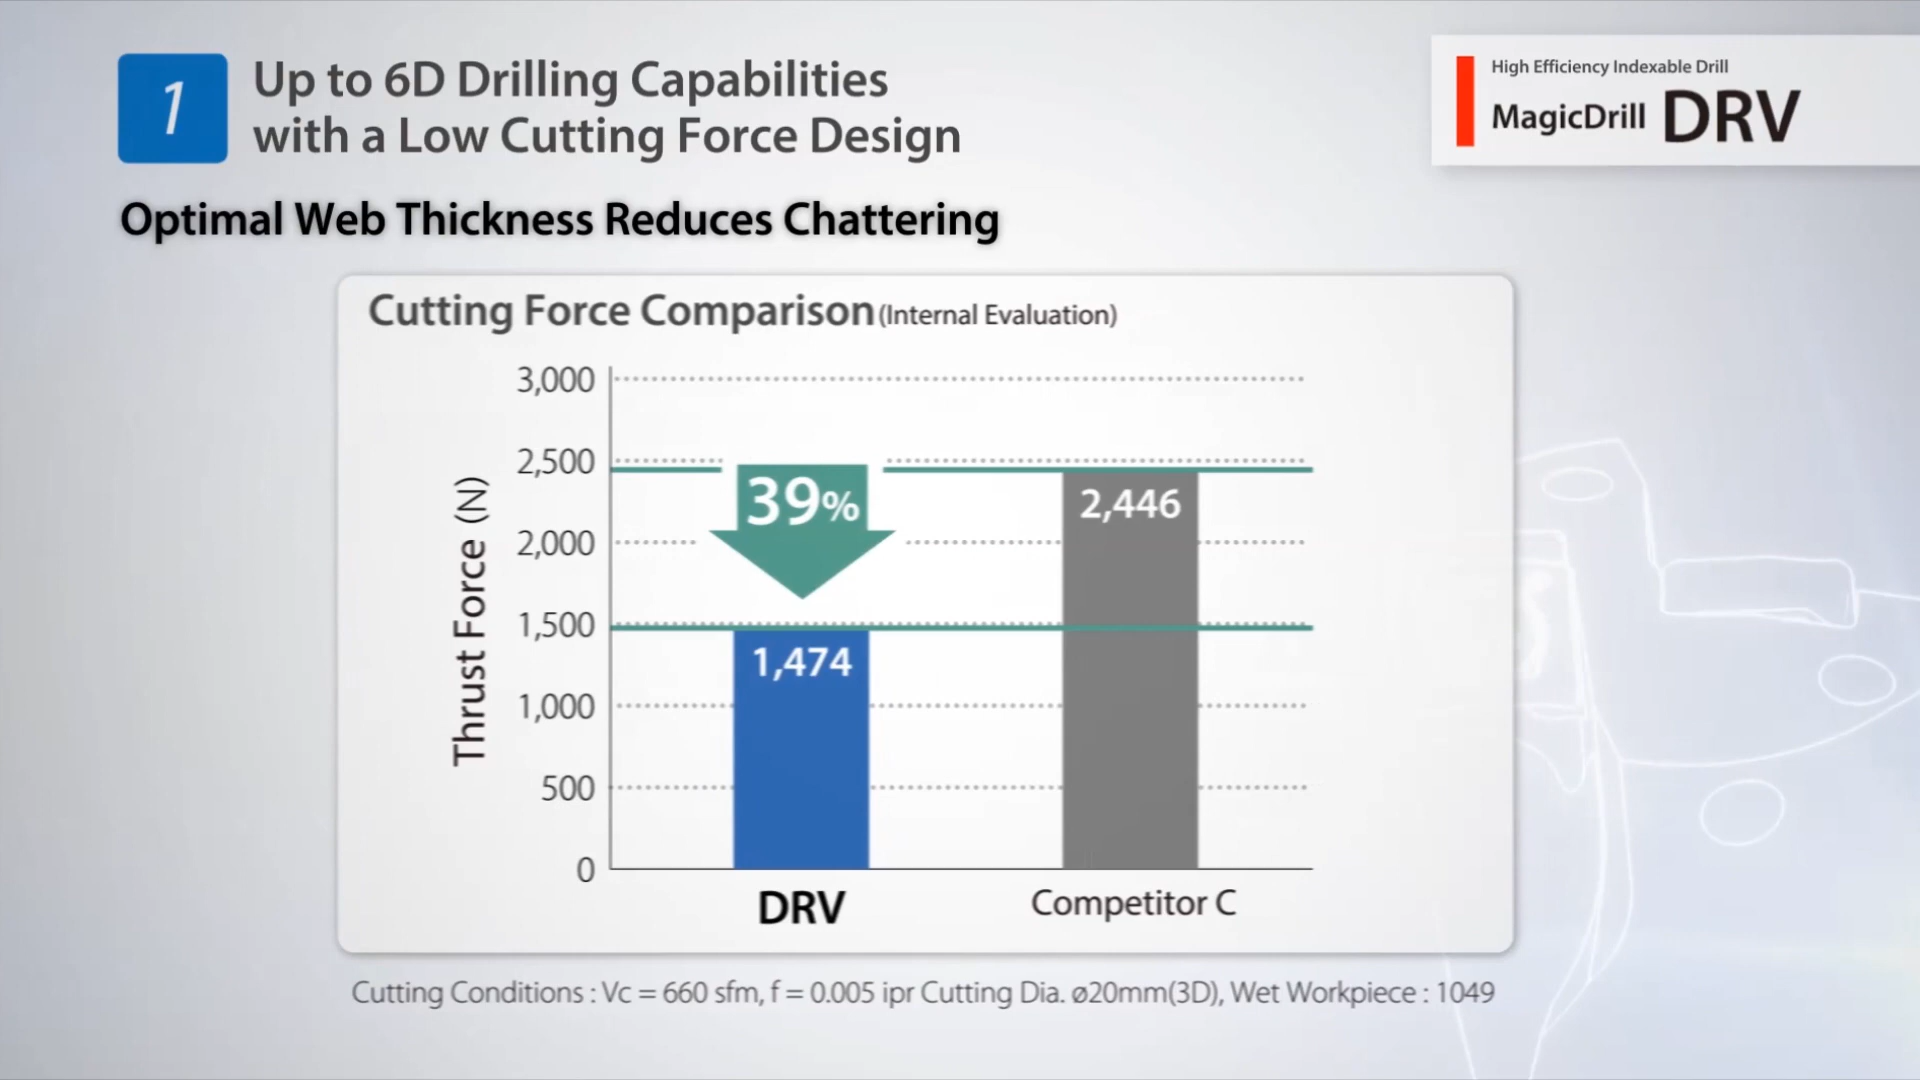 1
Up to 6D Drilling Capabilities
with a Low Cutting Force Design
High Efficiency Indexable Drill
MagicDrill DRV
Optimal Web Thickness Reduces Chattering
Cutting Force Comparison (Internal Evaluation)
Thrust Force (N)
3,000
2,500
2,000
1,500
1,000
500
0
39%
1,474
2,446
DRV
Competitor C
Cutting Conditions : Vc = 660 sfm, f = 0.005 ipr Cutting Dia. ø20mm(3D), Wet Workpiece : 1049